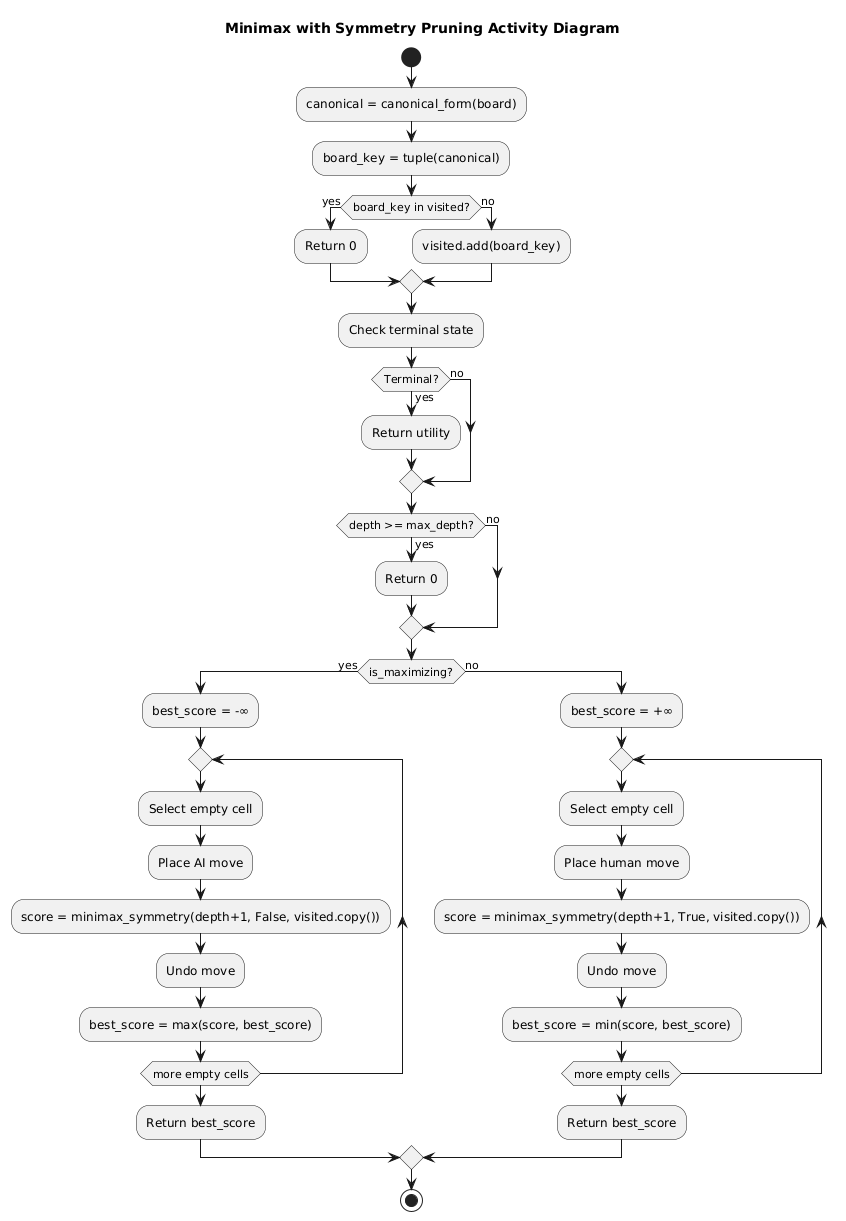 Minimax with Symmetry Pruning Activity Diagram
canonical = canonical_form(board)
board_key = tuple(canonical)
yes
board_key in visited?
no
Return 0
visited.add(board_key)
Check terminal state
Terminal?
no
yes
Return utility
depth >= max_depth?
no
yes
Return 0
yes
is_maximizing?
no
best_score = -∞
Select empty cell
Place AI move
score = minimax_symmetry(depth+1, False, visited.copy())
Undo move
best_score = max(score, best_score)
more empty cells
Return best_score
best_score = +∞
Select empty cell
Place human move
score = minimax_symmetry(depth+1, True, visited.copy())
Undo move
best_score = min(score, best_score)
more empty cells
Return best_score